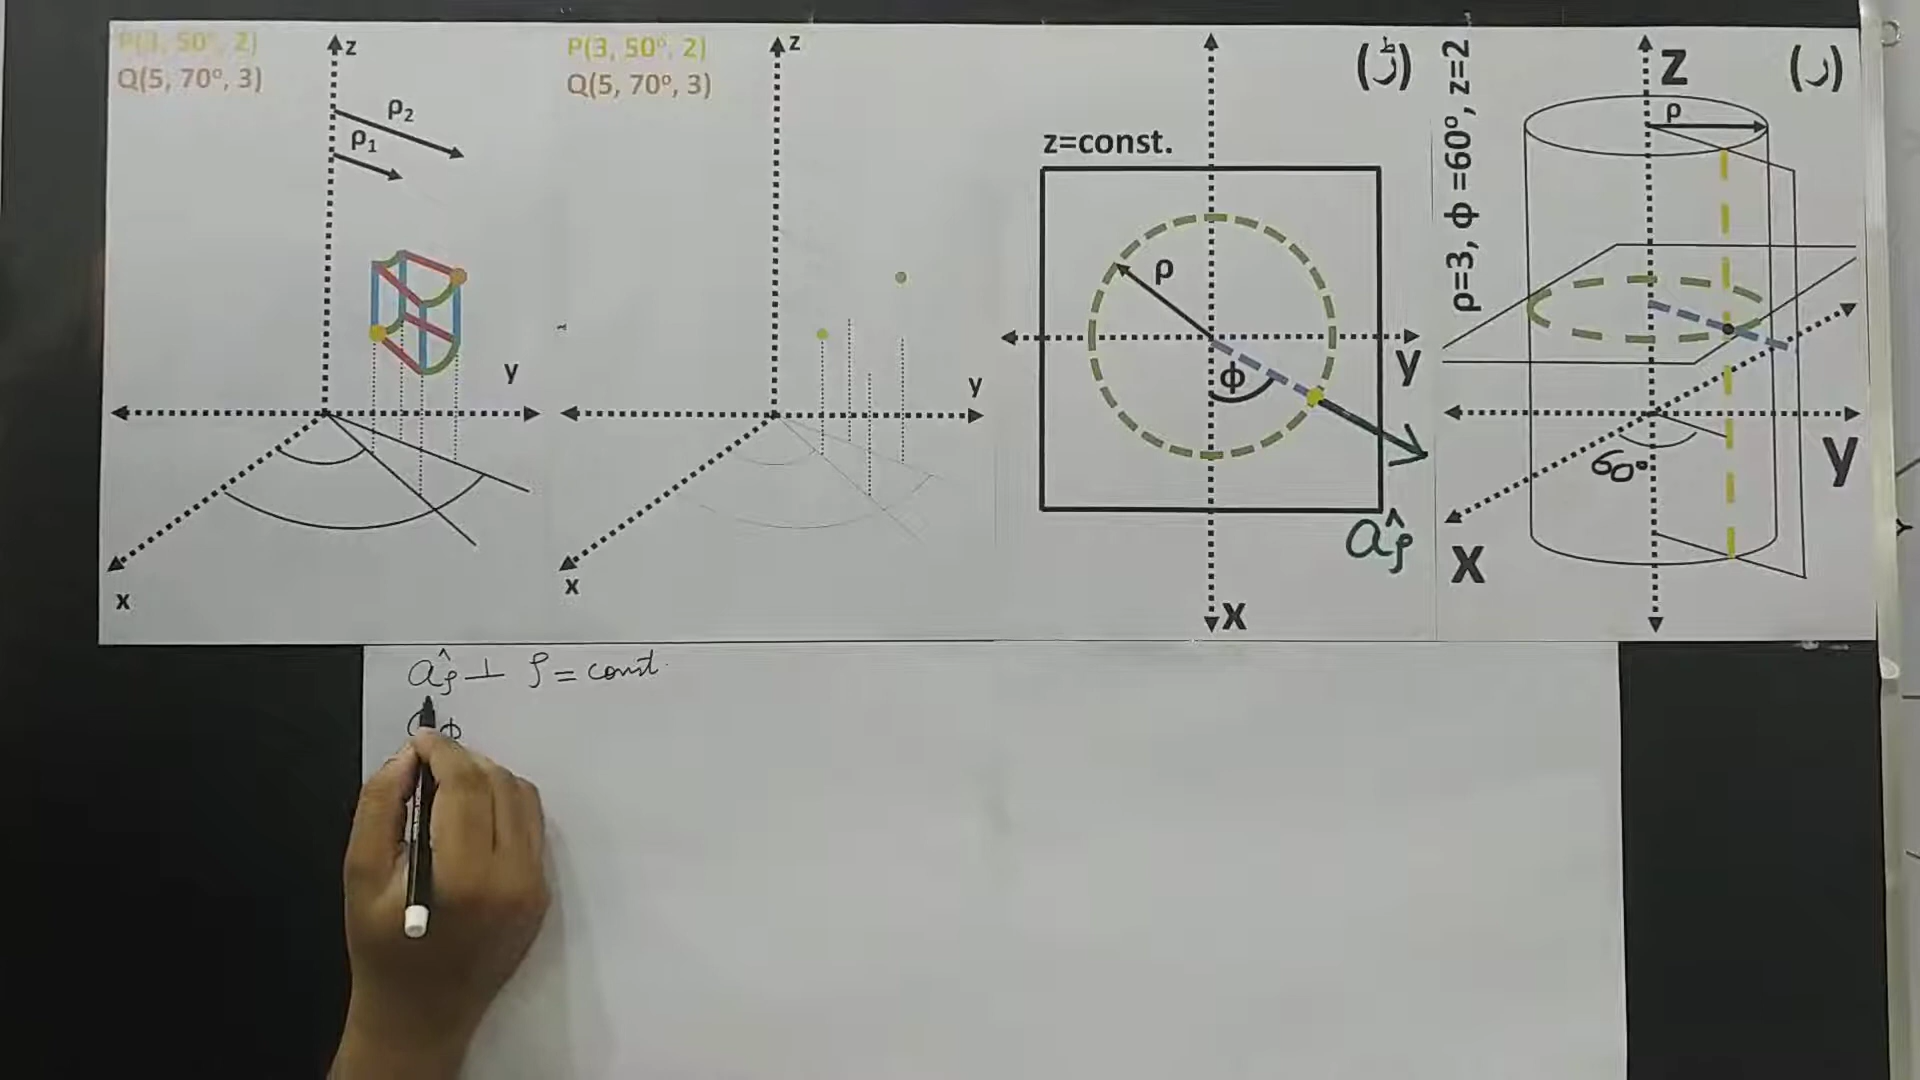 P(3, 50°, 2)
Q(5, 70°, 3)
z
ρ₂
ρ₁
y
x
P(3, 50°, 2)
Q(5, 70°, 3)
z
y
x
(ڑ)
z=const.
ρ
ϕ
y
x
âρ
ρ=3, ϕ =60°, z=2
(ر)
z
ρ
y
60°
x
âρ ⊥ ρ = const.
ϕ